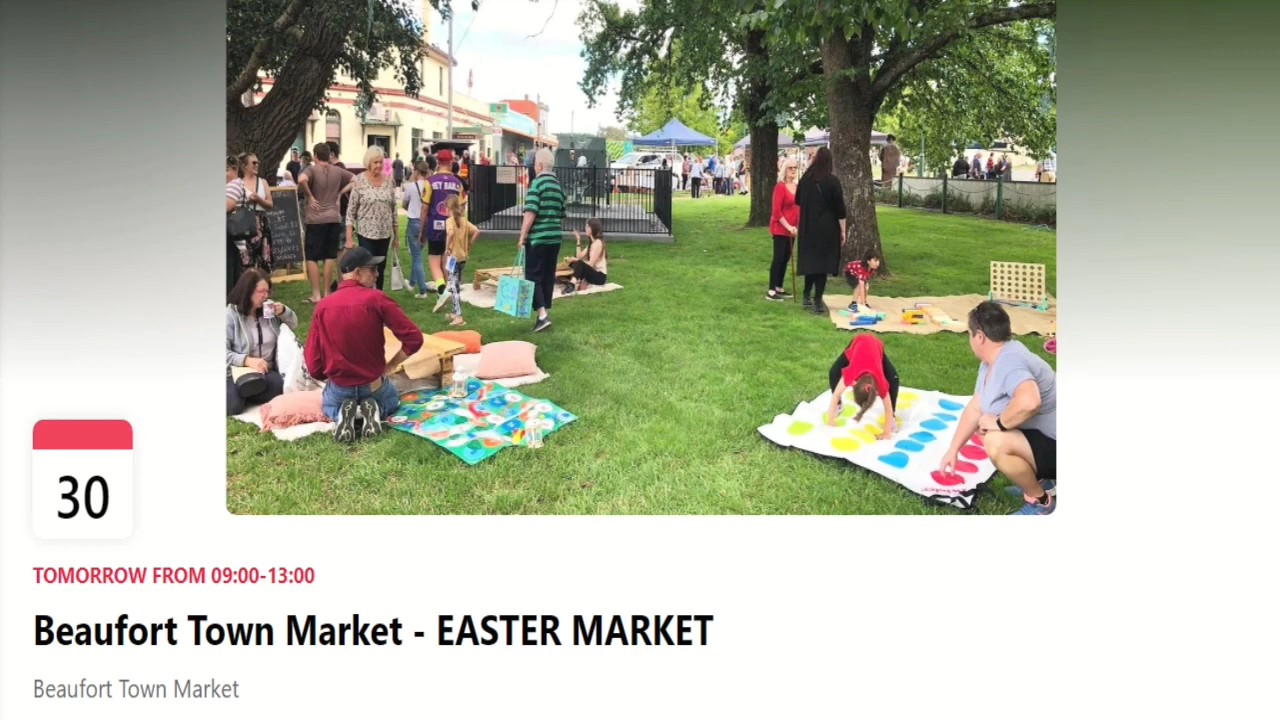 30
TOMORROW FROM 09:00-13:00
Beaufort Town Market - EASTER MARKET
Beaufort Town Market